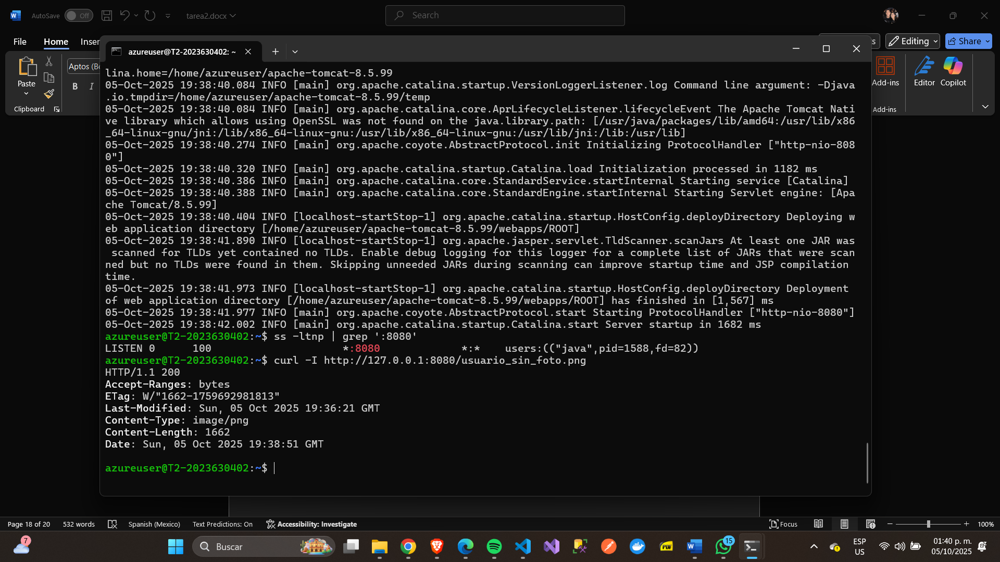 AutoSave Off tarea2.docx Search
File Home Inser s Editing Share
azureuser@T2-2023630402: ~
Paste
Aptos (Bo
B I
Clipboard
Add-ins Editor Copilot
Add-ins
lina.home=/home/azureuser/apache-tomcat-8.5.99
05-Oct-2025 19:38:40.084 INFO [main] org.apache.catalina.startup.VersionLoggerListener.log Command line argument: -Djava
.io.tmpdir=/home/azureuser/apache-tomcat-8.5.99/temp
05-Oct-2025 19:38:40.084 INFO [main] org.apache.catalina.core.AprLifecycleListener.lifecycleEvent The Apache Tomcat Nati
ve library which allows using OpenSSL was not found on the java.library.path: [/usr/java/packages/lib/amd64:/usr/lib/x86
_64-linux-gnu/jni:/lib/x86_64-linux-gnu:/usr/lib/x86_64-linux-gnu:/usr/lib/jni:/lib:/usr/lib]
05-Oct-2025 19:38:40.274 INFO [main] org.apache.coyote.AbstractProtocol.init Initializing ProtocolHandler ["http-nio-808
0"]
05-Oct-2025 19:38:40.320 INFO [main] org.apache.catalina.startup.Catalina.load Initialization processed in 1182 ms
05-Oct-2025 19:38:40.386 INFO [main] org.apache.catalina.core.StandardService.startInternal Starting service [Catalina]
05-Oct-2025 19:38:40.388 INFO [main] org.apache.catalina.core.StandardEngine.startInternal Starting Servlet engine: [Apa
che Tomcat/8.5.99]
05-Oct-2025 19:38:40.404 INFO [localhost-startStop-1] org.apache.catalina.startup.HostConfig.deployDirectory Deploying w
eb application directory [/home/azureuser/apache-tomcat-8.5.99/webapps/ROOT]
05-Oct-2025 19:38:41.890 INFO [localhost-startStop-1] org.apache.jasper.servlet.TldScanner.scanJars At least one JAR was
 scanned for TLDs yet contained no TLDs. Enable debug logging for this logger for a complete list of JARs that were scan
ned but no TLDs were found in them. Skipping unneeded JARs during scanning can improve startup time and JSP compilation
time.
05-Oct-2025 19:38:41.973 INFO [localhost-startStop-1] org.apache.catalina.startup.HostConfig.deployDirectory Deployment
of web application directory [/home/azureuser/apache-tomcat-8.5.99/webapps/ROOT] has finished in [1,567] ms
05-Oct-2025 19:38:41.977 INFO [main] org.apache.coyote.AbstractProtocol.start Starting ProtocolHandler ["http-nio-8080"]
05-Oct-2025 19:38:42.002 INFO [main] org.apache.catalina.startup.Catalina.start Server startup in 1682 ms
azureuser@T2-2023630402:~$ ss -ltnp | grep ':8080'
LISTEN 0      100                     *:8080             *:*    users:(("java",pid=1588,fd=82))
azureuser@T2-2023630402:~$ curl -I http://127.0.0.1:8080/usuario_sin_foto.png
HTTP/1.1 200
Accept-Ranges: bytes
ETag: W/"1662-1759692981813"
Last-Modified: Sun, 05 Oct 2025 19:36:21 GMT
Content-Type: image/png
Content-Length: 1662
Date: Sun, 05 Oct 2025 19:38:51 GMT
azureuser@T2-2023630402:~$
Page 18 of 20 532 words Spanish (Mexico) Text Predictions: On Accessibility: Investigate Focus 100%
7 Buscar PDF 15 ESP US 01:40 p. m. 05/10/2025